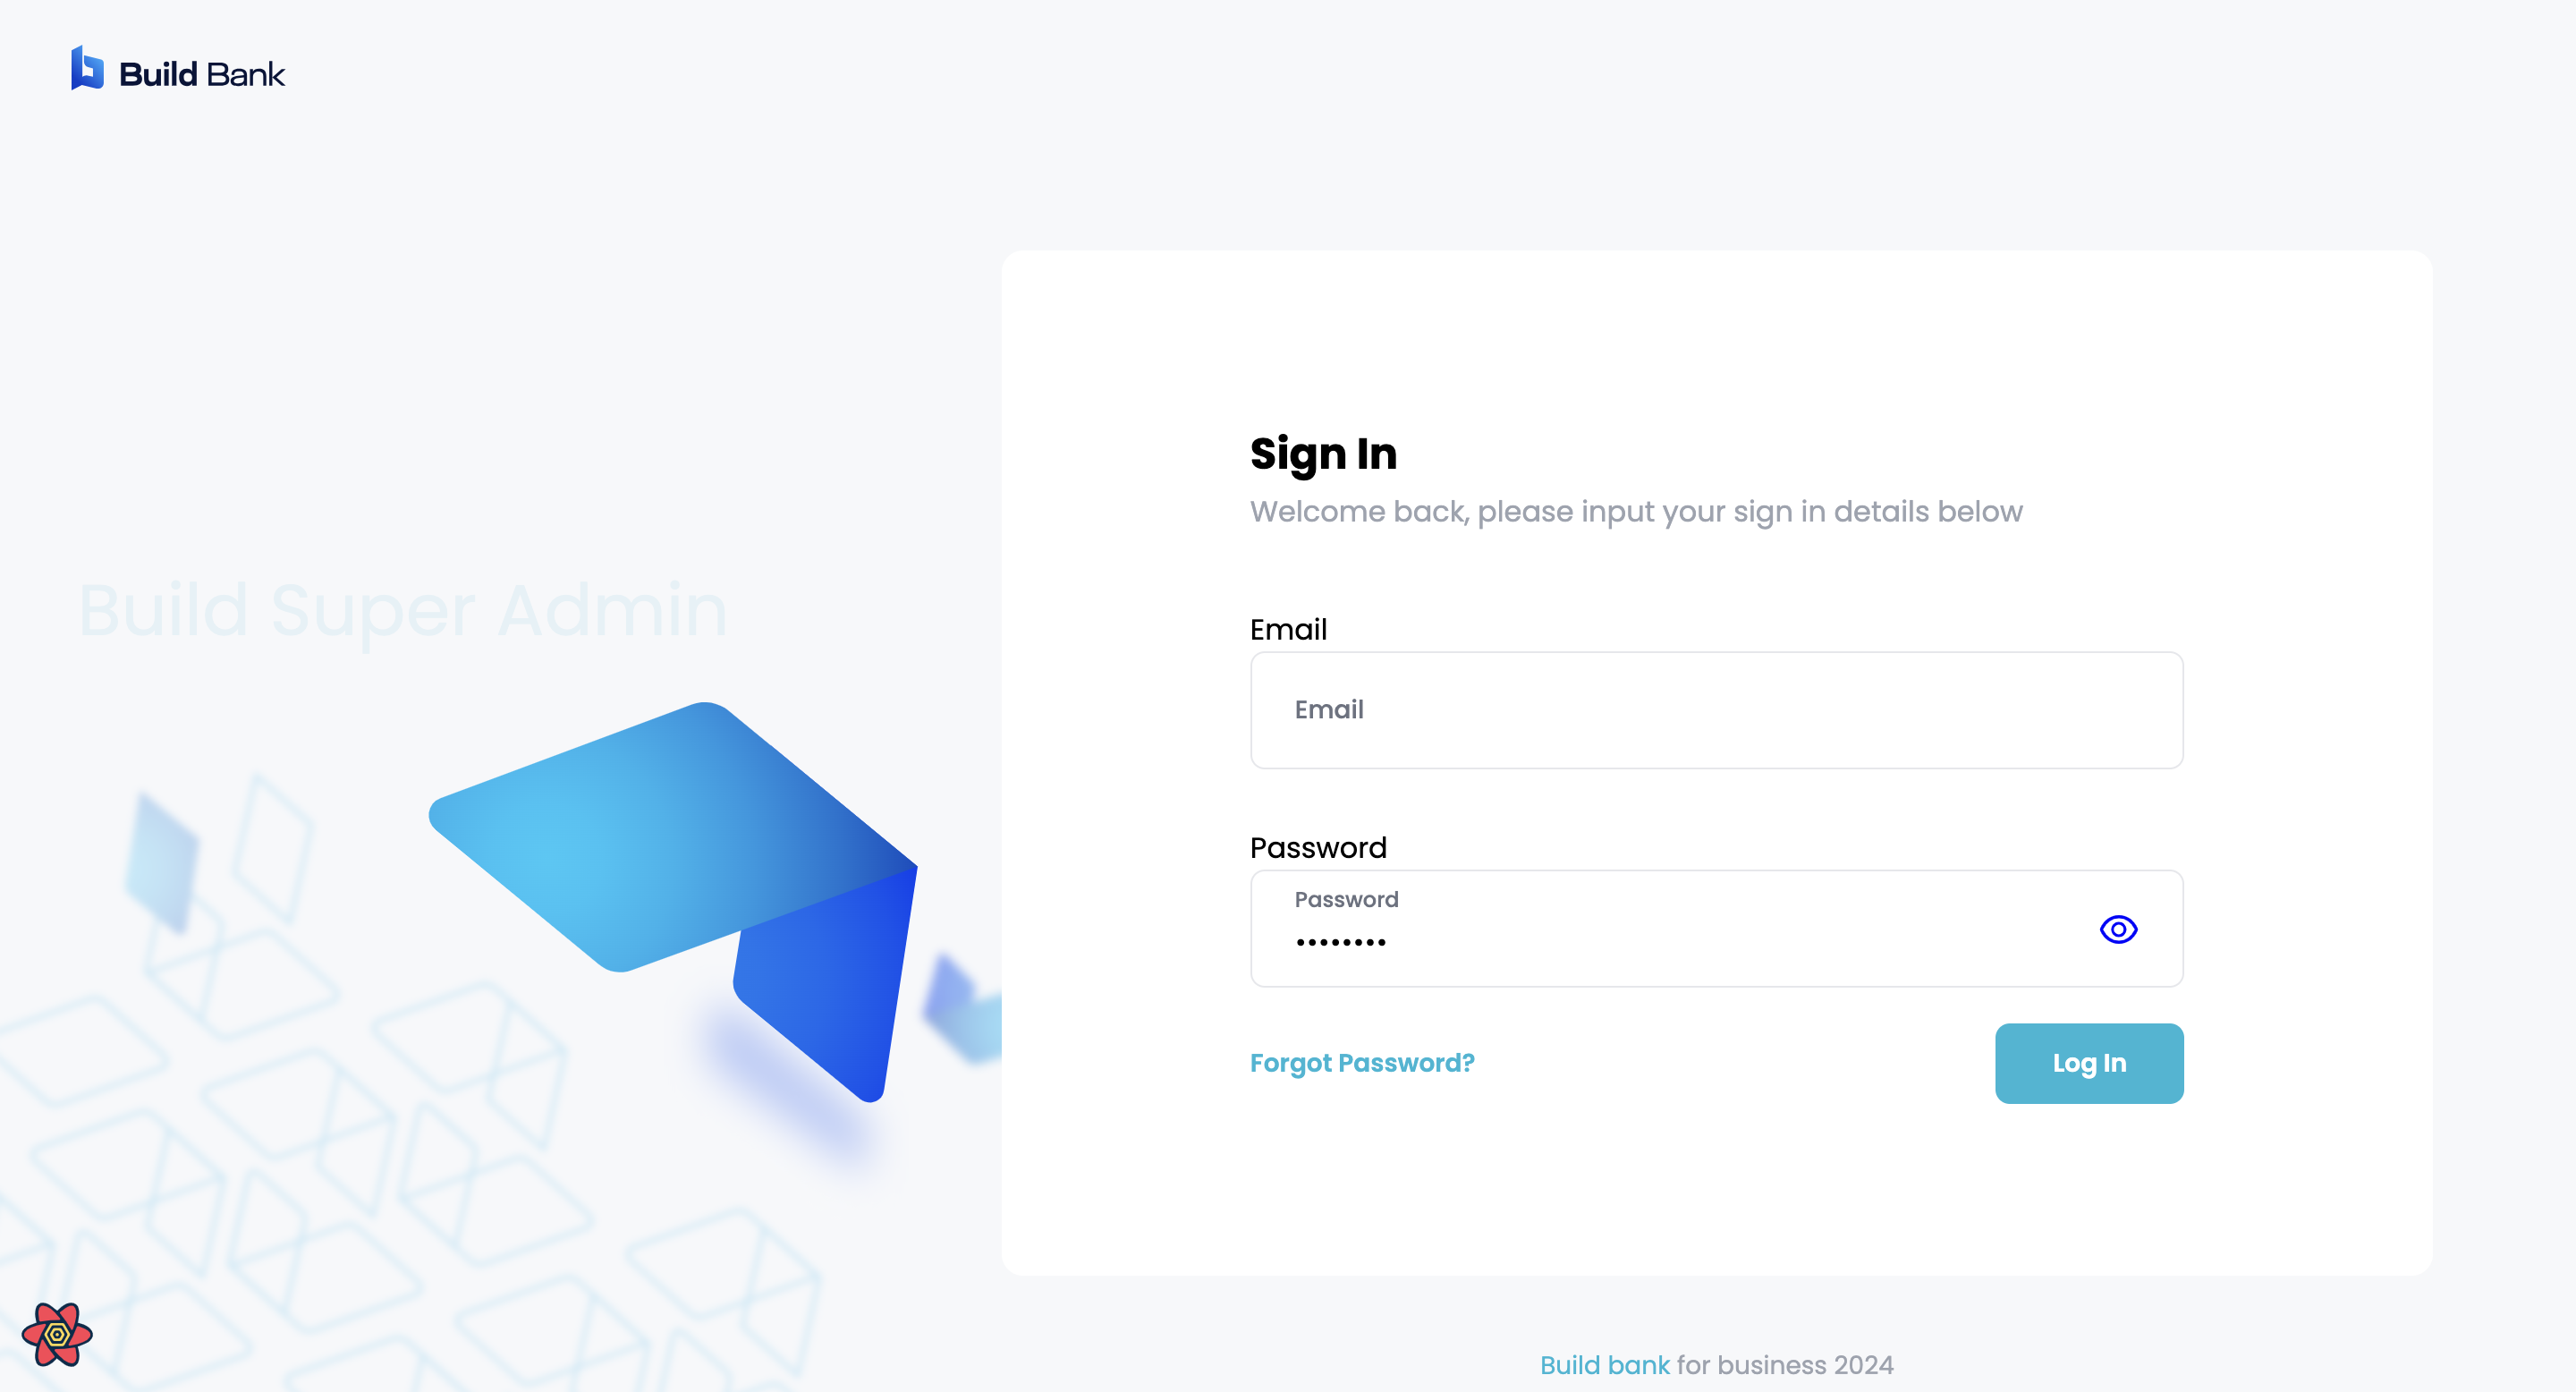 Build Bank
Build Super Admin
Sign In
Welcome back, please input your sign in details below
Email
Email
Password
Password
••••••••
Forgot Password?
Log In
Build bank for business 2024